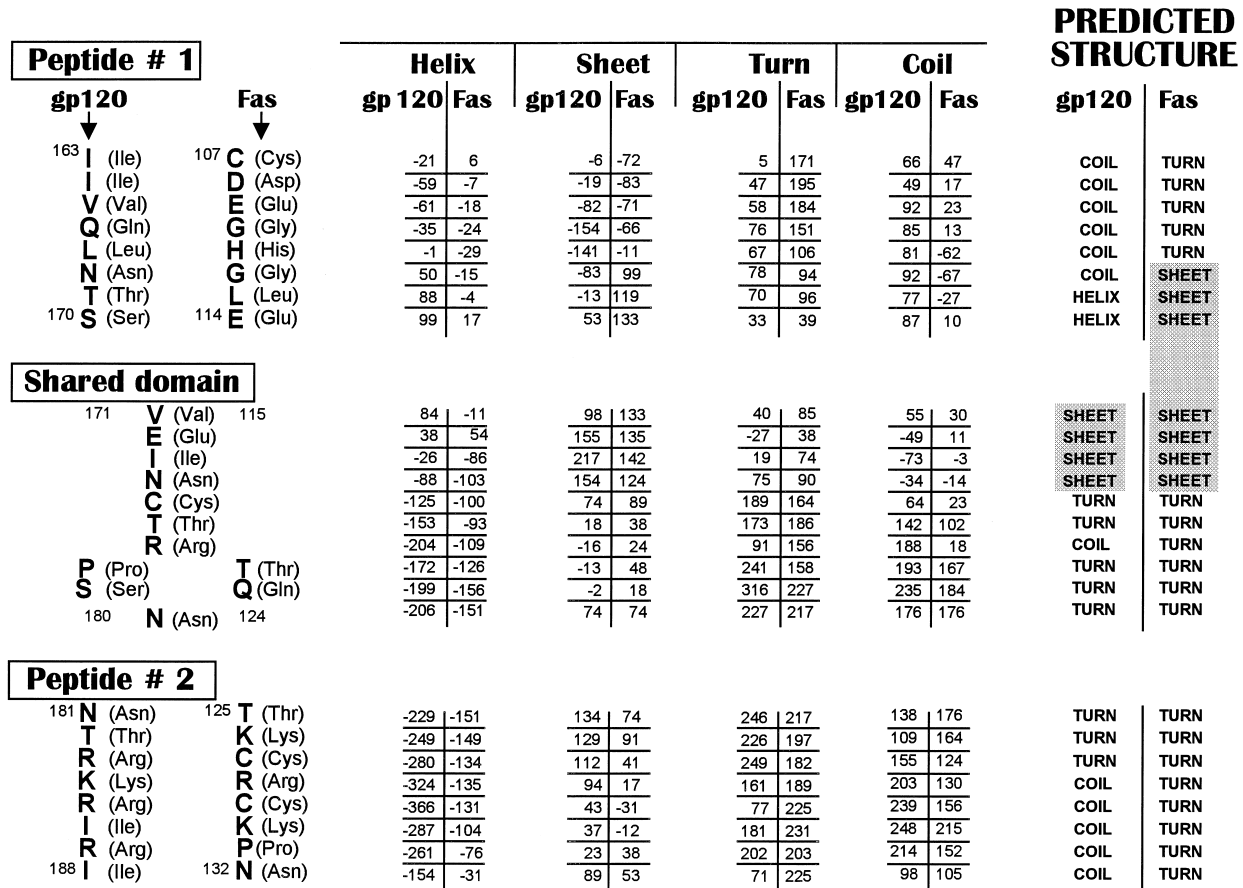 PREDICTED
STRUCTURE
Peptide # 1 Helix Sheet Turn Coil
gp120 Fas gp 120 Fas gp120 Fas gp120 Fas gp120 Fas gp120 Fas
163 I (Ile) 107 C (Cys) -21 6 -6 -72 5 171 66 47 COIL TURN
I (Ile) D (Asp) -59 -7 -19 -83 47 195 49 17 COIL TURN
V (Val) E (Glu) -61 -18 -82 -71 58 184 92 23 COIL TURN
Q (Gln) G (Gly) -35 -24 -154 -66 76 151 85 13 COIL TURN
L (Leu) H (His) -1 -29 -141 -11 67 106 81 -62 COIL TURN
N (Asn) G (Gly) 50 -15 -83 99 78 94 92 -67 COIL SHEET
T (Thr) L (Leu) 88 -4 -13 119 70 96 77 -27 HELIX SHEET
170 S (Ser) 114 E (Glu) 99 17 53 133 33 39 87 10 HELIX SHEET
Shared domain
171 V (Val) 115 84 -11 98 133 40 85 55 30 SHEET SHEET
E (Glu) 38 54 155 135 -27 38 -49 11 SHEET SHEET
I (Ile) -26 -86 217 142 19 74 -73 -3 SHEET SHEET
N (Asn) -88 -103 154 124 75 90 -34 -14 SHEET SHEET
C (Cys) -125 -100 74 89 189 164 64 23 TURN TURN
T (Thr) -153 -93 18 38 173 186 142 102 TURN TURN
R (Arg) -204 -109 -16 24 91 156 188 18 COIL TURN
P (Pro) T (Thr) -172 -126 -13 48 241 158 193 167 TURN TURN
S (Ser) Q (Gln) -199 -156 -2 18 316 227 235 184 TURN TURN
180 N (Asn) 124 -206 -151 74 74 227 217 176 176 TURN TURN
Peptide # 2
181 N (Asn) 125 T (Thr) -229 -151 134 74 246 217 138 176 TURN TURN
T (Thr) K (Lys) -249 -149 129 91 226 197 109 164 TURN TURN
R (Arg) C (Cys) -280 -134 112 41 249 182 155 124 TURN TURN
K (Lys) R (Arg) -324 -135 94 17 161 189 203 130 COIL TURN
R (Arg) C (Cys) -366 -131 43 -31 77 225 239 156 COIL TURN
I (Ile) K (Lys) -287 -104 37 -12 181 231 248 215 COIL TURN
R (Arg) P (Pro) -261 -76 23 38 202 203 214 152 COIL TURN
188 I (Ile) 132 N (Asn) -154 -31 89 53 71 225 98 105 COIL TURN